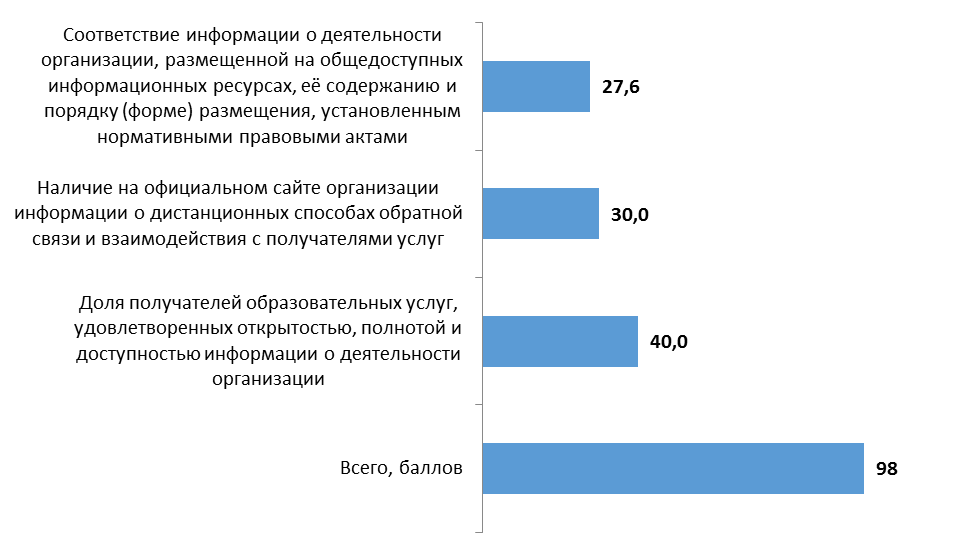 Соответствие информации о деятельности
организации, размещенной на общедоступных
информационных ресурсах, её содержанию и
порядку (форме) размещения, установленным
нормативными правовыми актами
27,6
Наличие на официальном сайте организации
информации о дистанционных способах обратной
связи и взаимодействия с получателями услуг
30,0
Доля получателей образовательных услуг,
удовлетворенных открытостью, полнотой и
доступностью информации о деятельности
организации
40,0
Всего, баллов
98